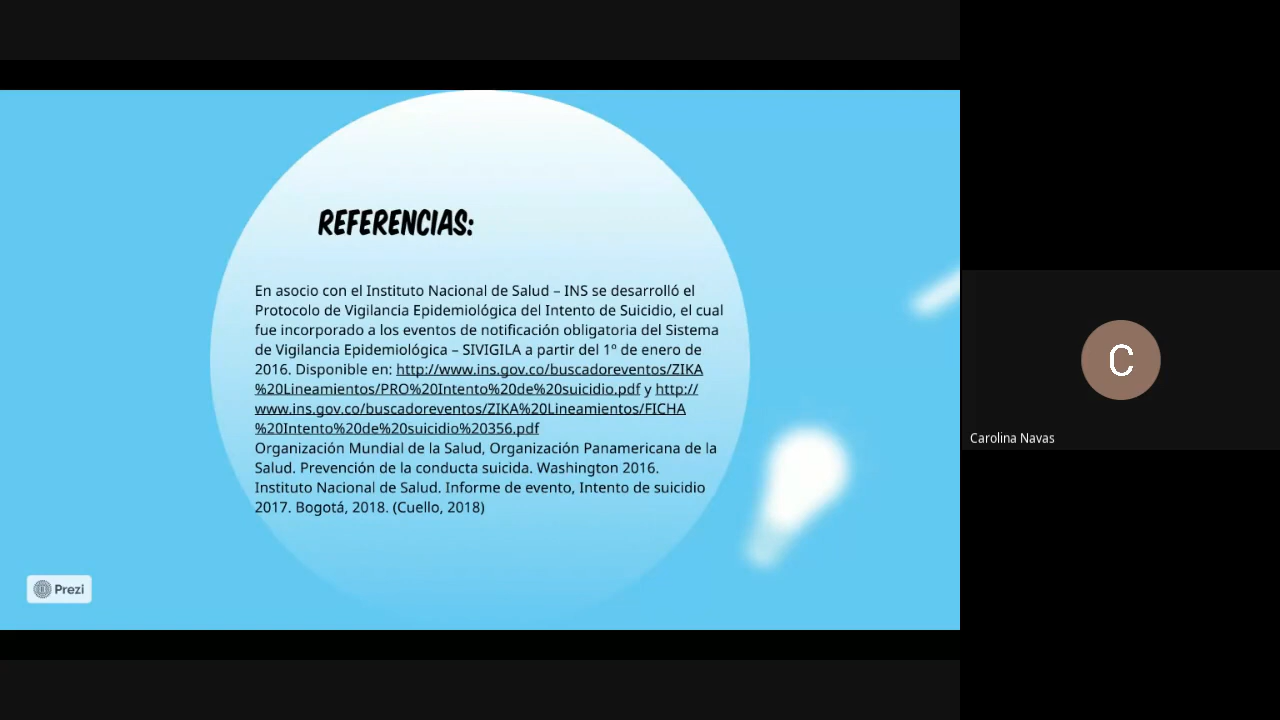 REFERENCIAS:
En asocio con el Instituto Nacional de Salud – INS se desarrolló el
Protocolo de Vigilancia Epidemiológica del Intento de Suicidio, el cual
fue incorporado a los eventos de notificación obligatoria del Sistema
de Vigilancia Epidemiológica – SIVIGILA a partir del 1º de enero de
2016. Disponible en: http://www.ins.gov.co/buscadoreventos/ZIKA
%20Lineamientos/PRO%20Intento%20de%20suicidio.pdf y http://
www.ins.gov.co/buscadoreventos/ZIKA%20Lineamientos/FICHA
%20Intento%20de%20suicidio%20356.pdf
Organización Mundial de la Salud, Organización Panamericana de la
Salud. Prevención de la conducta suicida. Washington 2016.
Instituto Nacional de Salud. Informe de evento, Intento de suicidio
2017. Bogotá, 2018. (Cuello, 2018)
Prezi
C
Carolina Navas